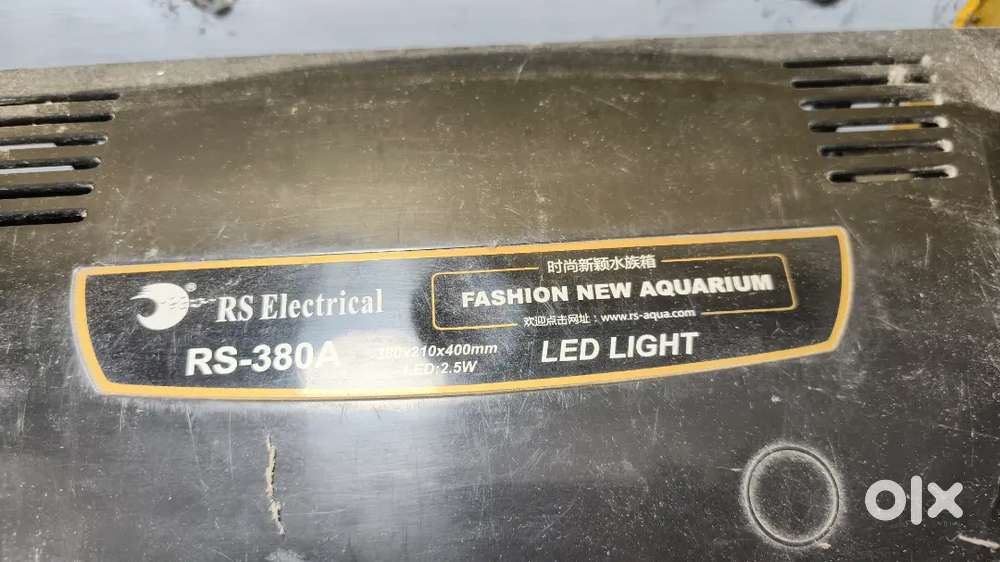 时尚新颖水族箱
® RS Electrical
FASHION NEW AQUARIUM
欢迎点击网址：www.rs-aqua.com
RS-380A
380x210x400mm
LED:2.5W
LED LIGHT
olx